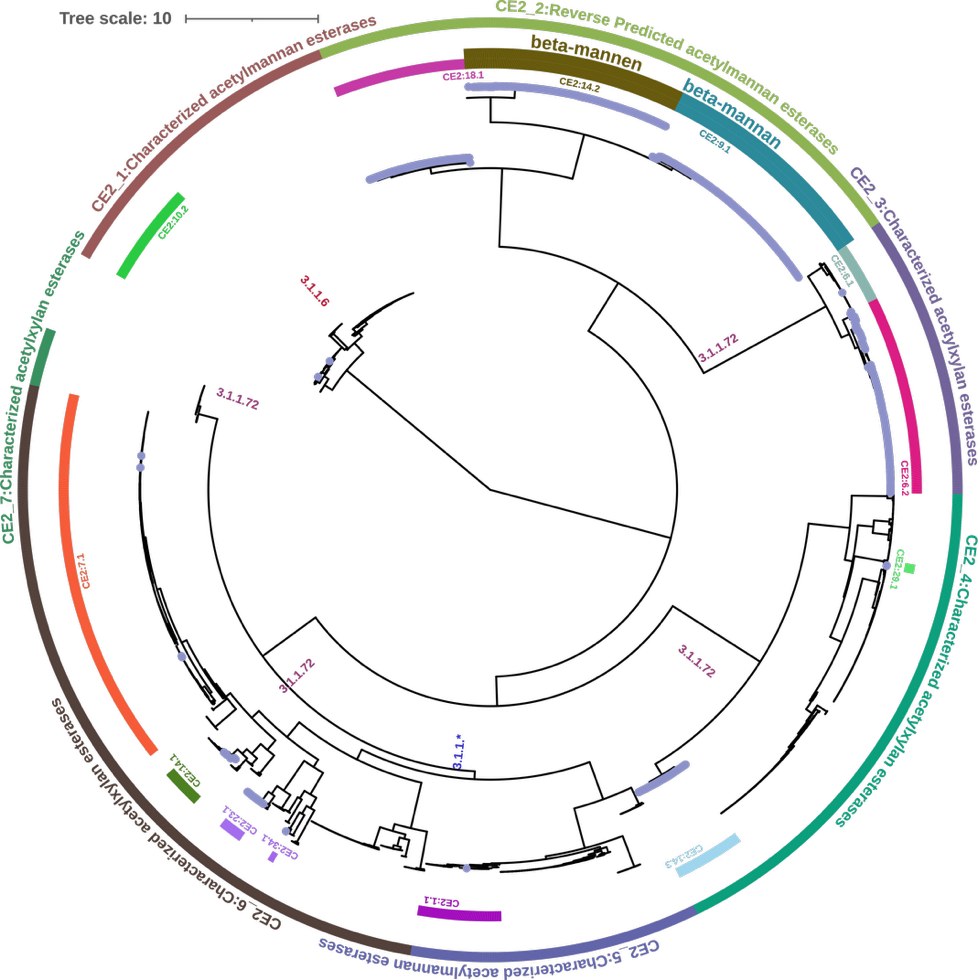 Tree scale: 10
CE2_1:Characterized acetylmannan esterases
CE2_2:Reverse Predicted acetylmannan esterases
beta-mannen
beta-mannan
CE2:18.1
CE2:14.2
CE2:9.1
CE2_3:Characterized acetylxylan esterases
CE2:10.2
CE2:6.1
CE2_7:Characterized acetylxylan esterases
3.1.1.6
3.1.1.72
3.1.1.72
CE2:6.2
CE2:7.1
CE2:29.1
CE2_4:Characterized acetylxylan esterases
3.1.1.72
3.1.1.72
3.1.1.*
CE2:14.1
CE2:23.1
CE2:34.1
CE2:14.3
CE2:1.1
CE2_6:Characterized acetylxylan esterases
CE2_5:Characterized acetylmannan esterases